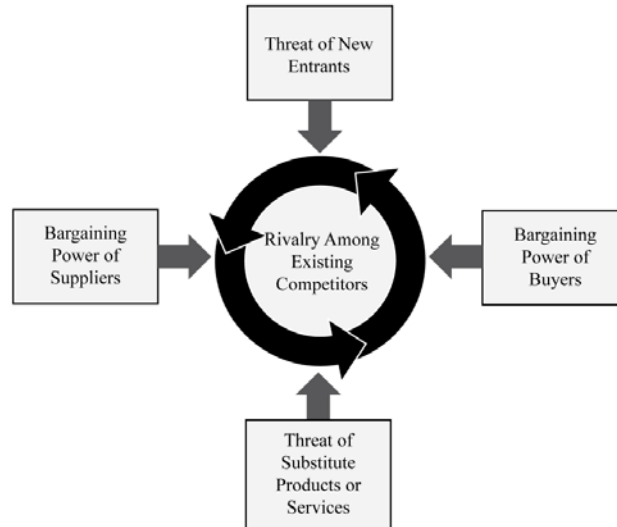 Threat of New
Entrants
Bargaining
Power of
Suppliers
Rivalry Among
Existing
Competitors
Bargaining
Power of
Buyers
Threat of
Substitute
Products or
Services